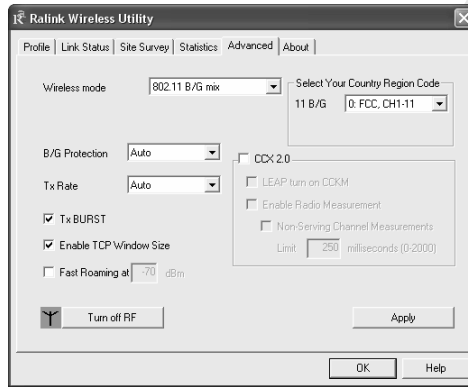 Ralink Wireless Utility
Profile Link Status Site Survey Statistics Advanced About
Wireless mode 802.11 B/G mix
Select Your Country Region Code
11 B/G 0: FCC, CH1-11
B/G Protection Auto
Tx Rate Auto
Tx BURST
Enable TCP Window Size
Fast Roaming at -70 dBm
CCX 2.0
LEAP turn on CCKM
Enable Radio Measurement
Non-Serving Channel Measurements
Limit 250 milliseconds (0-2000)
Turn off RF
Apply
OK Help